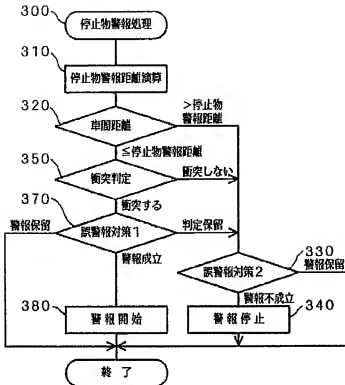 300
停止物警報処理
310
停止物警報距離演算
320
車間距離
>停止物
警報距離
≦停止物警報距離
350
衝突判定
衝突しない
衝突する
370
警報保留
誤警報対策1
判定保留
330
警報保留
警報成立
誤警報対策2
警報不成立
380
警報開始
340
警報停止
終了